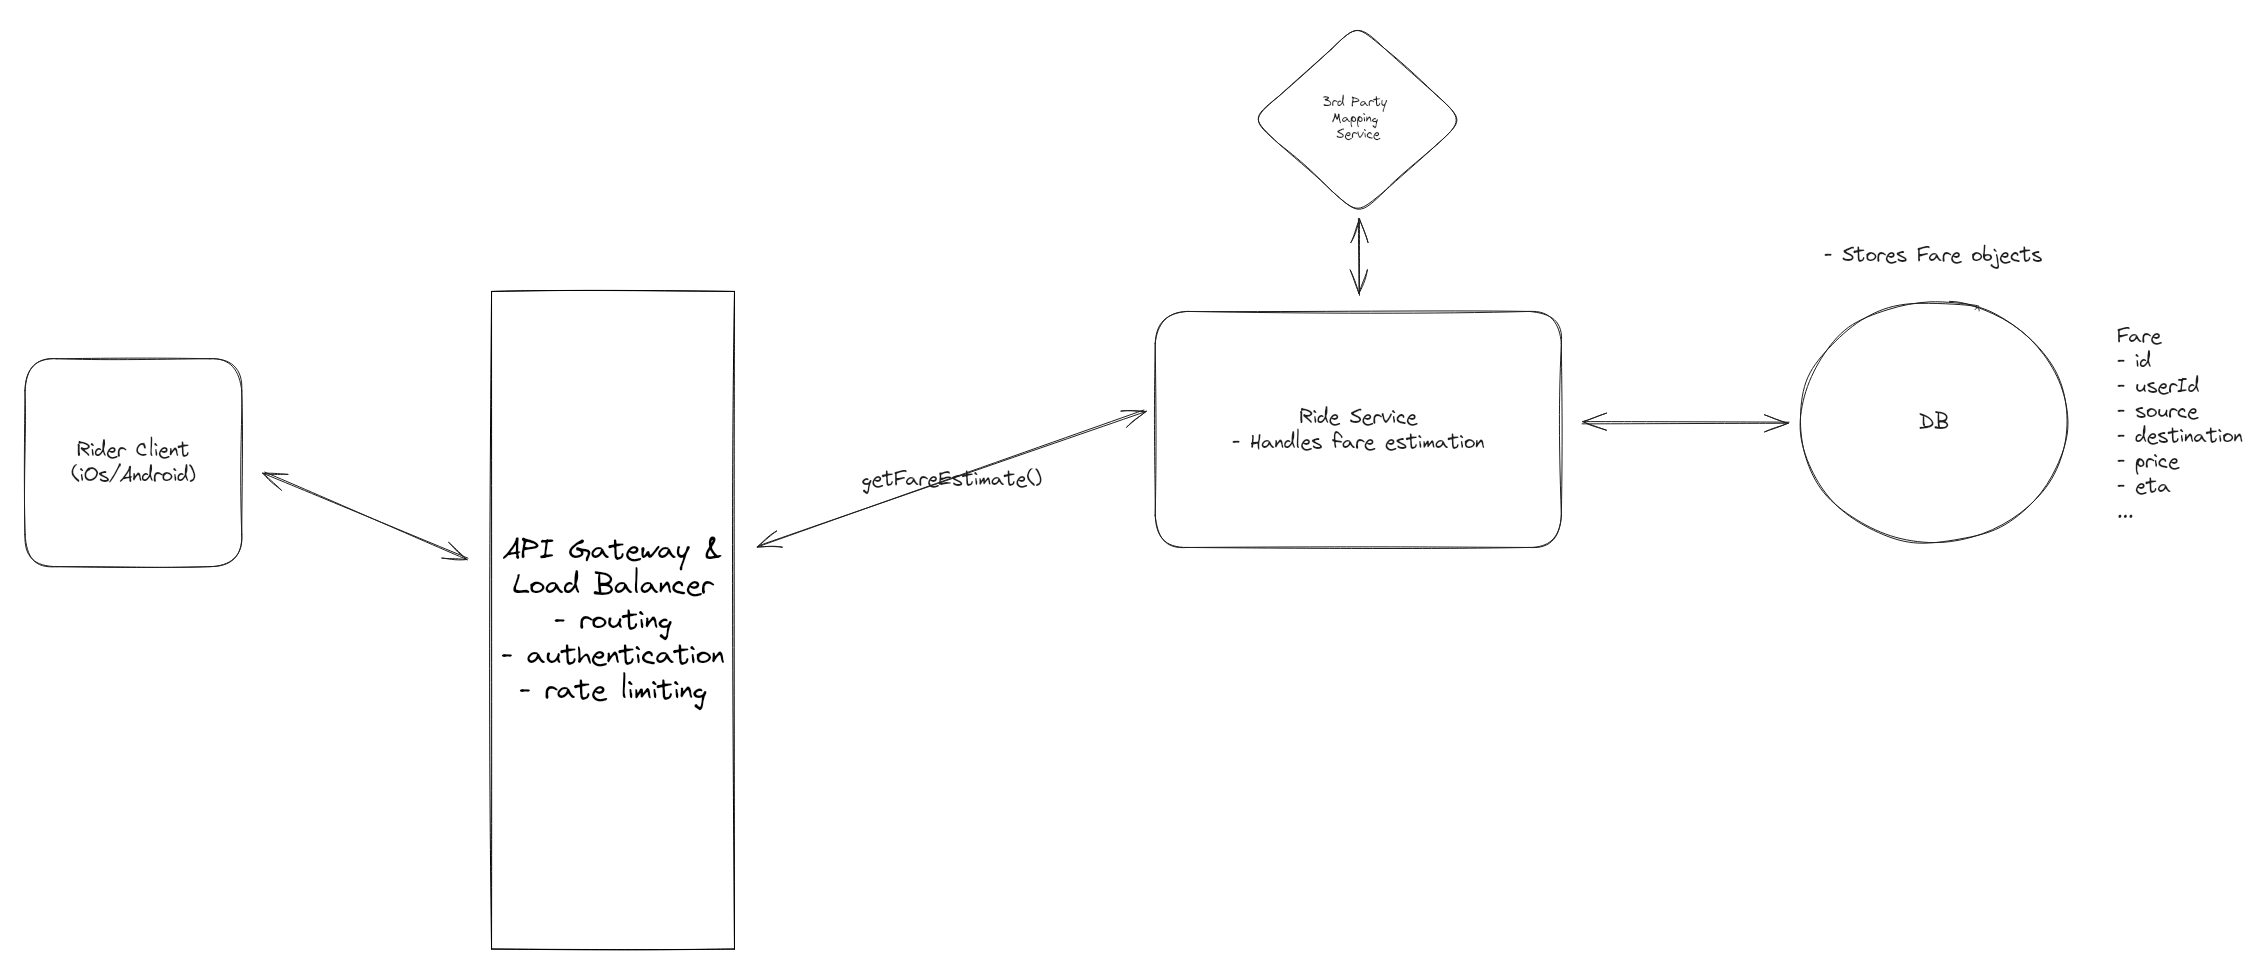 3rd Party
Mapping
Service
- Stores Fare objects
Rider Client
(iOs/Android)
API Gateway &
Load Balancer
- routing
- authentication
- rate limiting
getFareEstimate()
Ride Service
- Handles fare estimation
DB
Fare
- id
- userId
- source
- destination
- price
- eta
...